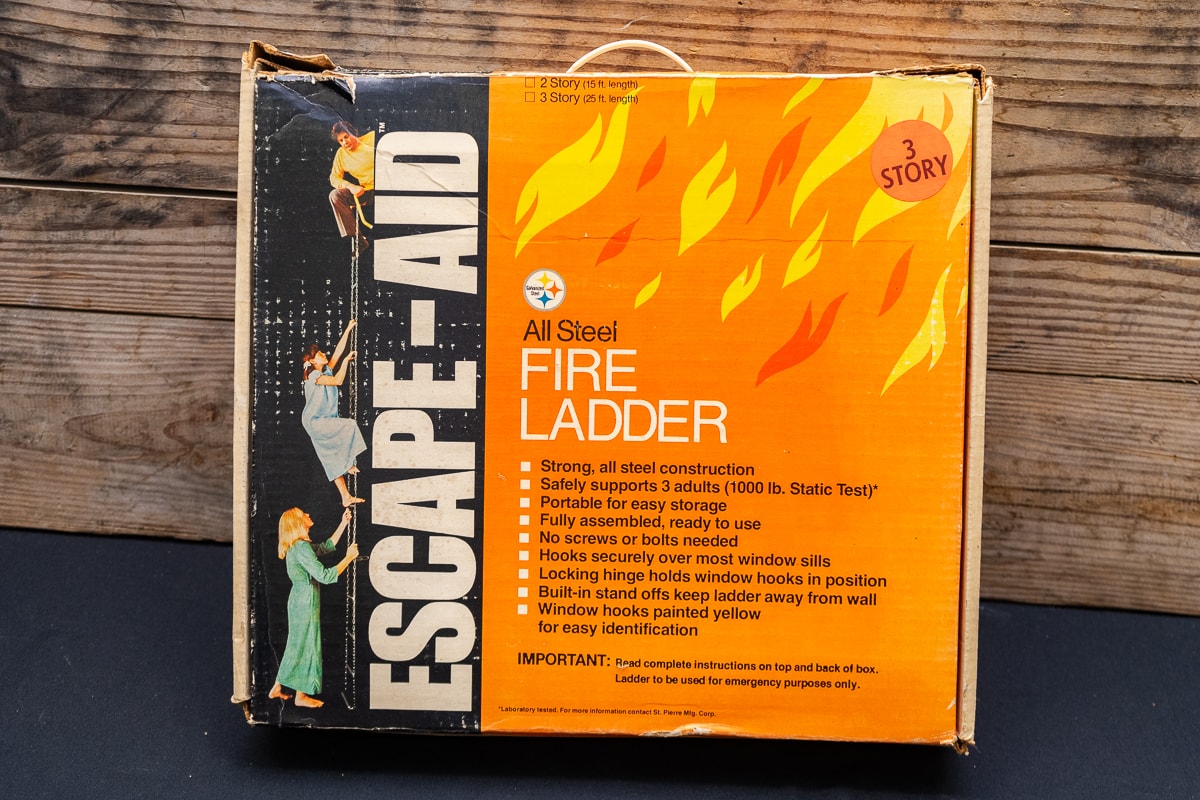 ☐ 2 Story (15 ft. length)
☐ 3 Story (25 ft. length)
3
STORY
ESCAPE-AID™
Galvanized
Steel
All Steel
FIRE
LADDER
Strong, all steel construction
Safely supports 3 adults (1000 lb. Static Test)*
Portable for easy storage
Fully assembled, ready to use
No screws or bolts needed
Hooks securely over most window sills
Locking hinge holds window hooks in position
Built-in stand offs keep ladder away from wall
Window hooks painted yellow
for easy identification
IMPORTANT: Read complete instructions on top and back of box.
Ladder to be used for emergency purposes only.
*Laboratory tested. For more information contact St. Pierre Mfg. Corp.